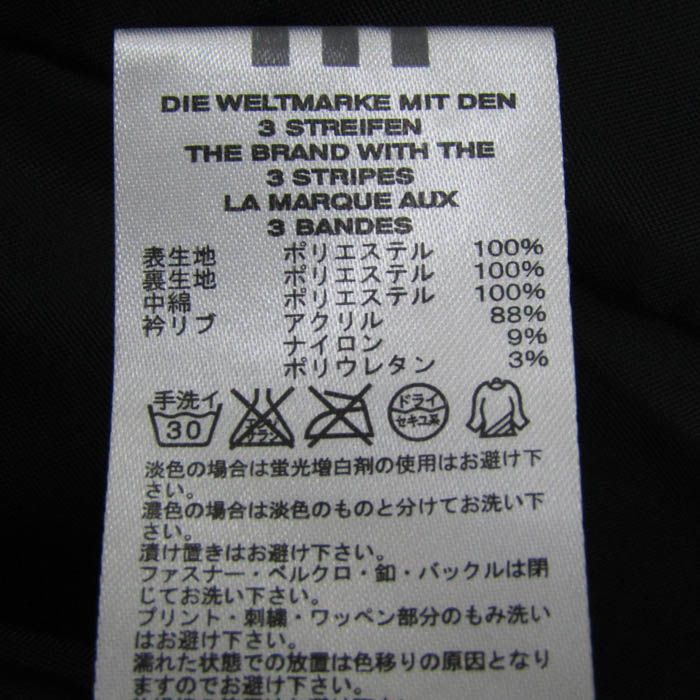 DIE WELTMARKE MIT DEN
3 STREIFEN
THE BRAND WITH THE
3 STRIPES
LA MARQUE AUX
3 BANDES
表生地 ポリエステル 100%
裏生地 ポリエステル 100%
中綿 ポリエステル 100%
衿リブ アクリル 88%
ナイロン 9%
ポリウレタン 3%
手洗イ 30 エンソ サラシ ドライ セキユ系
淡色の場合は蛍光増白剤の使用はお避け下
さい。
濃色の場合は淡色のものと分けてお洗い下
さい。
漬け置きはお避け下さい。
ファスナー・ベルクロ・釦・バックルは閉
じてお洗い下さい。
プリント・刺繍・ワッペン部分のもみ洗い
はお避け下さい。
濡れた状態での放置は色移りの原因となり
ますのでお避け下さい。